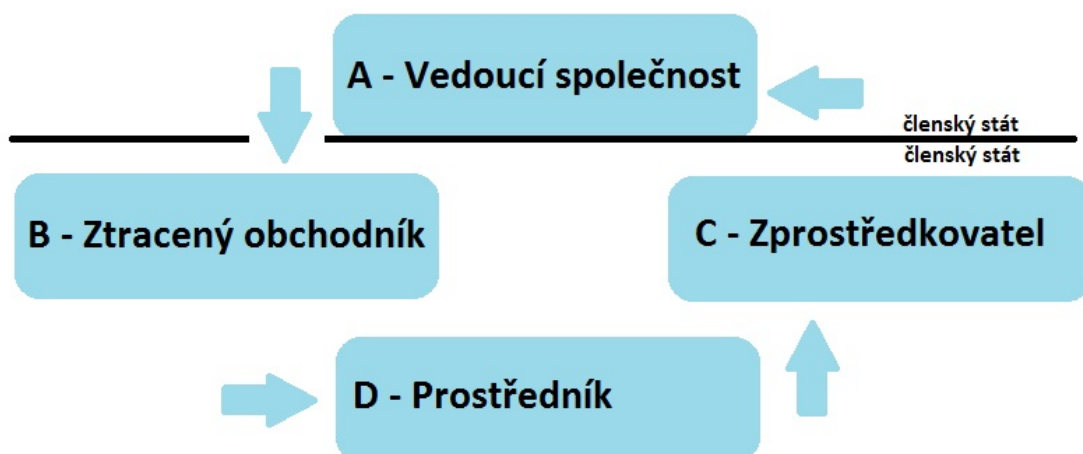 A - Vedoucí společnost
členský stát
členský stát
B - Ztracený obchodník
C - Zprostředkovatel
D - Prostředník